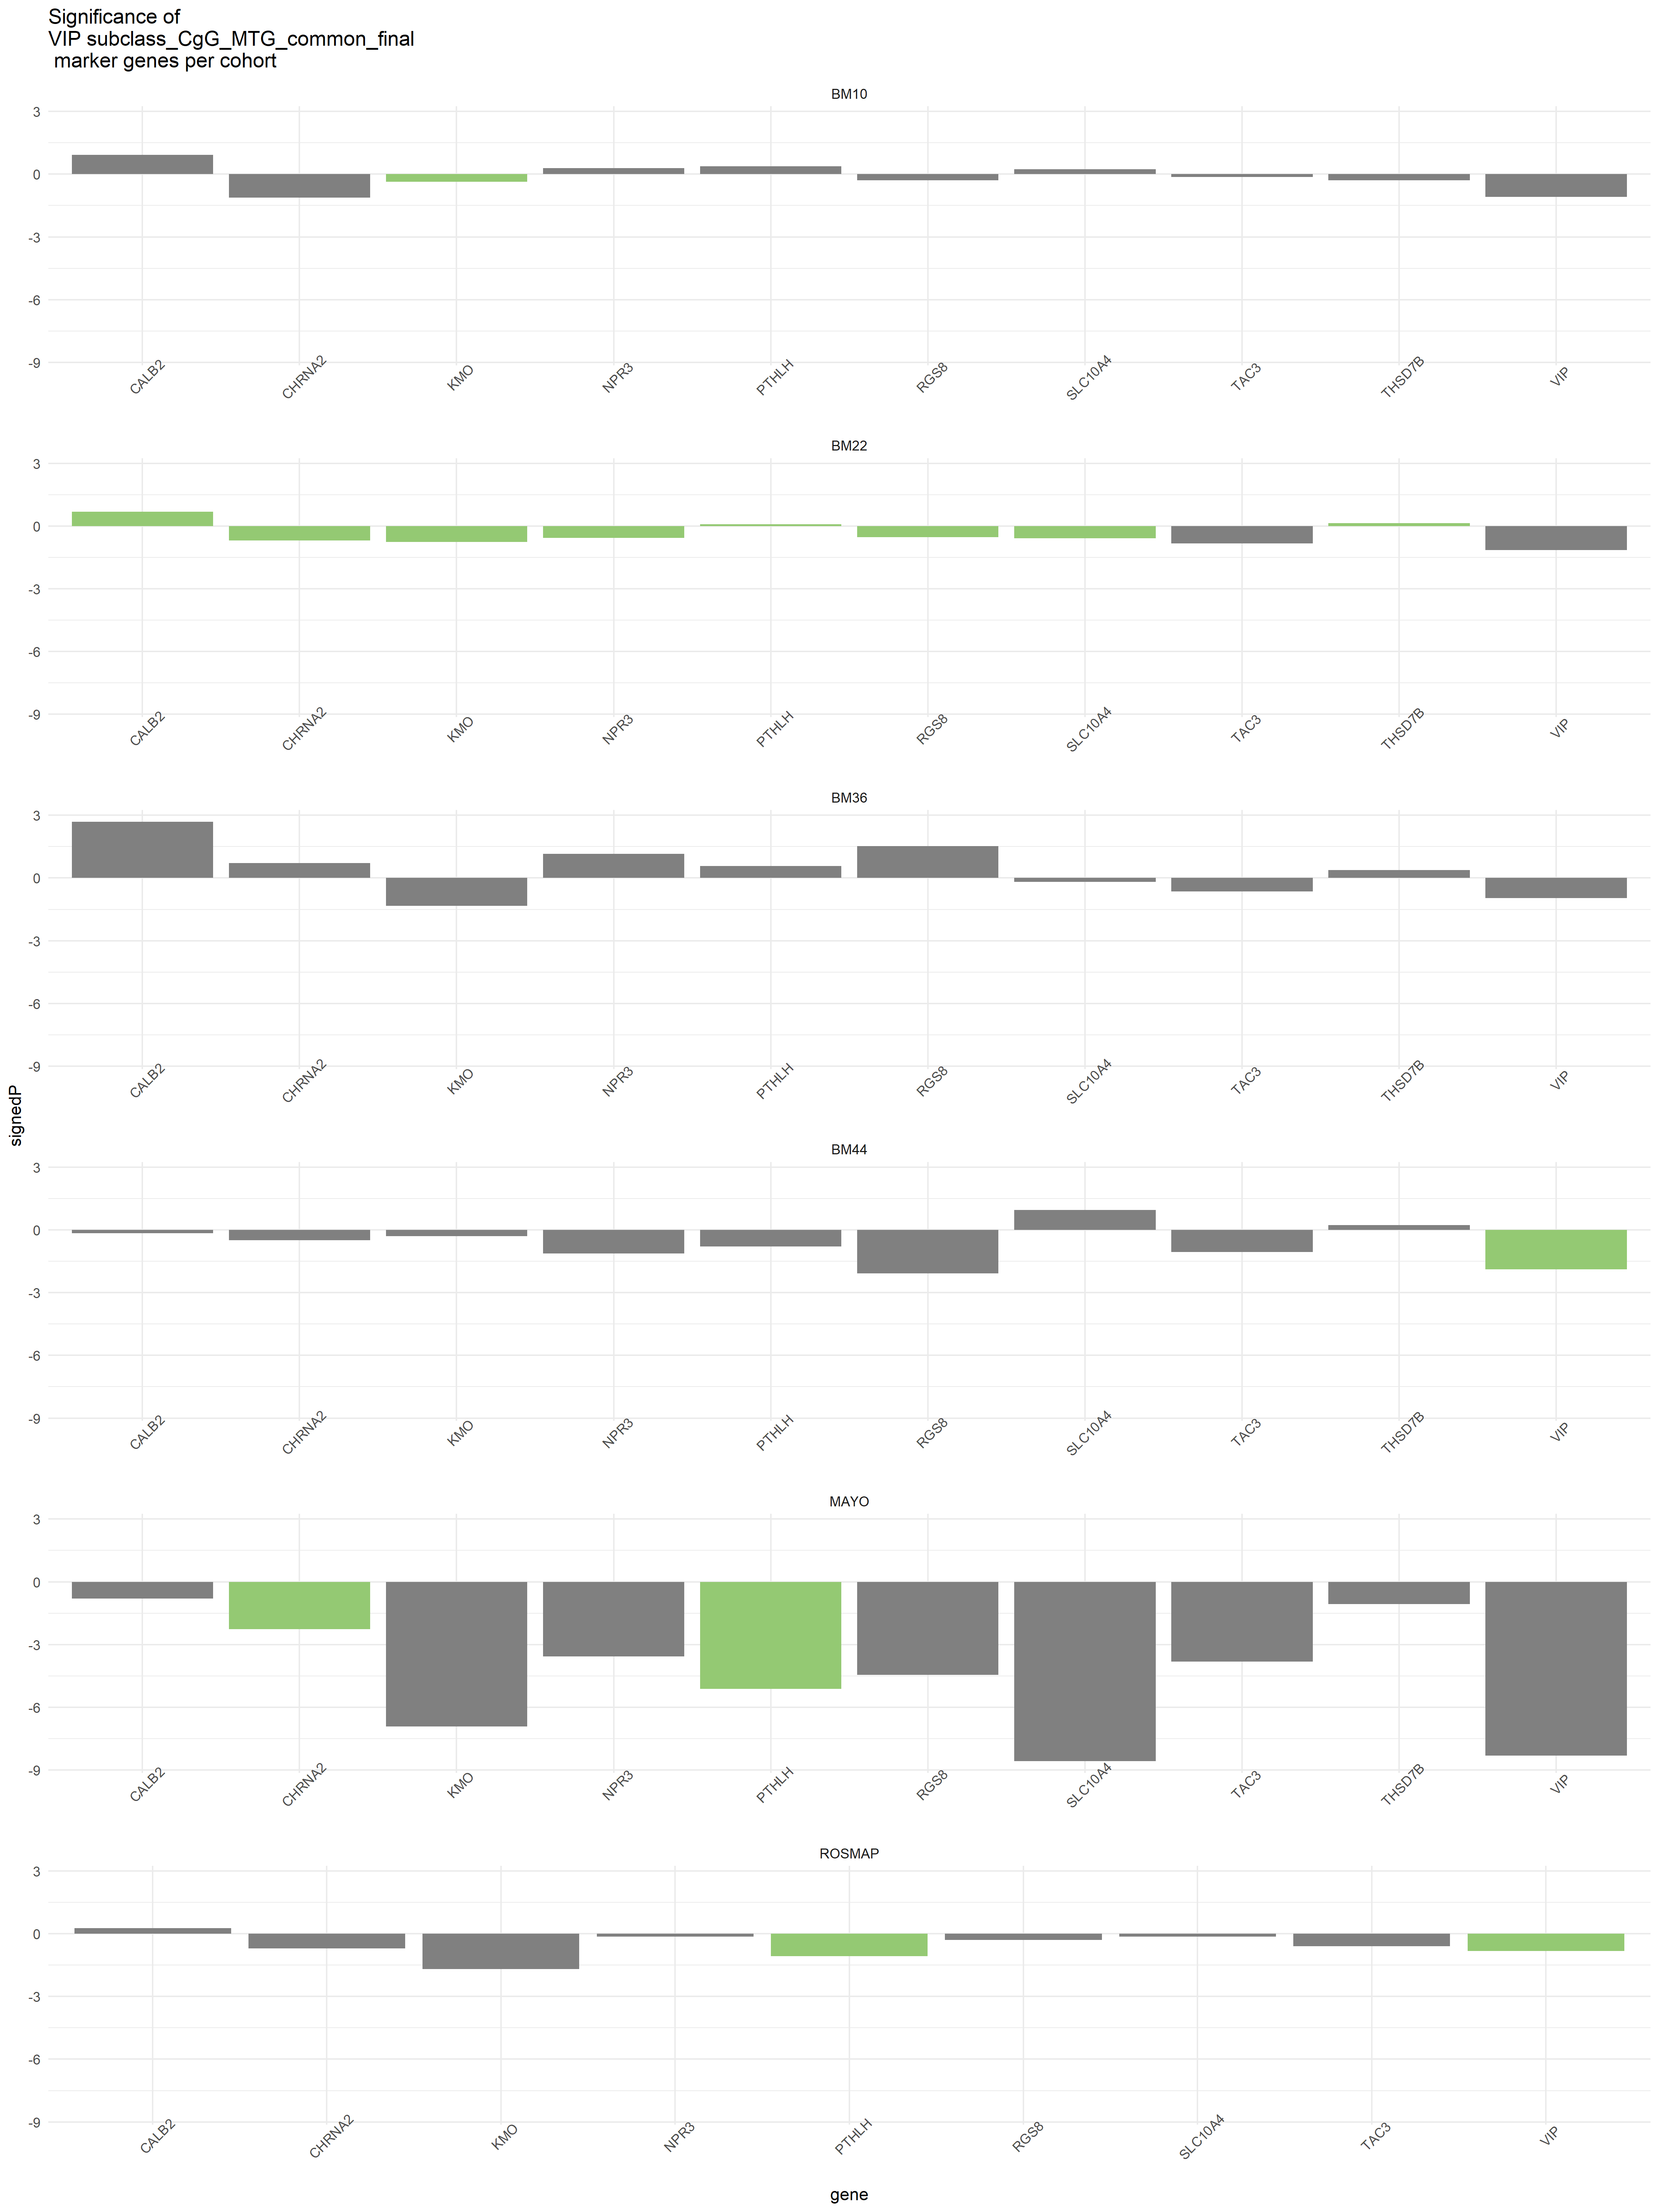 Significance of
VIP subclass_CgG_MTG_common_final
marker genes per cohort
BM10
3
0
-3
-6
-9
CALB2 CHRNA2 KMO NPR3 PTHLH RGS8 SLC10A4 TAC3 THSD7B VIP
BM22
3
0
-3
-6
-9
CALB2 CHRNA2 KMO NPR3 PTHLH RGS8 SLC10A4 TAC3 THSD7B VIP
BM36
3
0
-3
-6
-9
CALB2 CHRNA2 KMO NPR3 PTHLH RGS8 SLC10A4 TAC3 THSD7B VIP
signedP
BM44
3
0
-3
-6
-9
CALB2 CHRNA2 KMO NPR3 PTHLH RGS8 SLC10A4 TAC3 THSD7B VIP
MAYO
3
0
-3
-6
-9
CALB2 CHRNA2 KMO NPR3 PTHLH RGS8 SLC10A4 TAC3 THSD7B VIP
ROSMAP
3
0
-3
-6
-9
CALB2 CHRNA2 KMO NPR3 PTHLH RGS8 SLC10A4 TAC3 VIP
gene